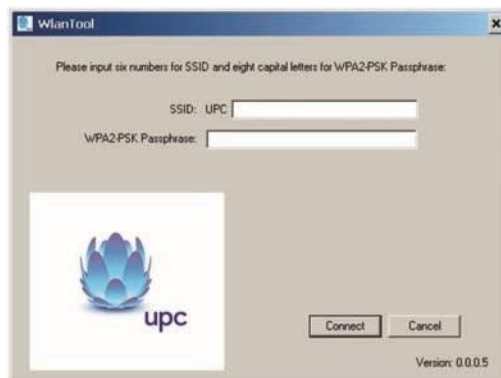 WlanTool
Please input six numbers for SSID and eight capital letters for WPA2-PSK Passphrase:
SSID: UPC
WPA2-PSK Passphrase:
upc
Connect Cancel
Version: 0.0.0.5